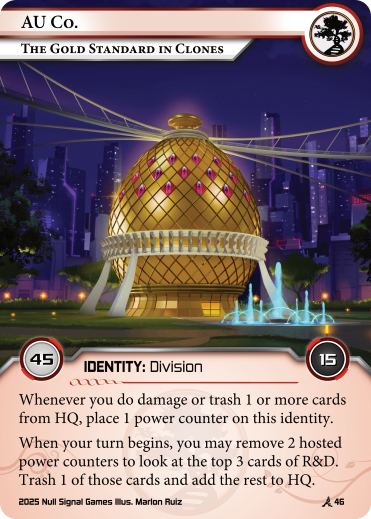 AU Co.
The Gold Standard in Clones
45
IDENTITY: Division
15
Whenever you do damage or trash 1 or more cards
from HQ, place 1 power counter on this identity.
When your turn begins, you may remove 2 hosted
power counters to look at the top 3 cards of R&D.
Trash 1 of those cards and add the rest to HQ.
2025 Null Signal Games Illus. Marlon Ruiz
46